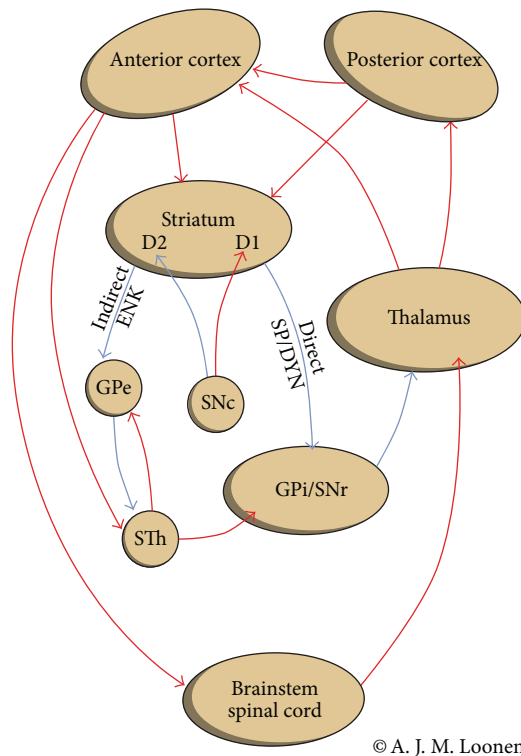 Anterior cortex
Posterior cortex
Striatum
D2
D1
Indirect
ENK
Direct
SP/DYN
Thalamus
GPe
SNc
GPi/SNr
STh
Brainstem
spinal cord
© A. J. M. Loonen